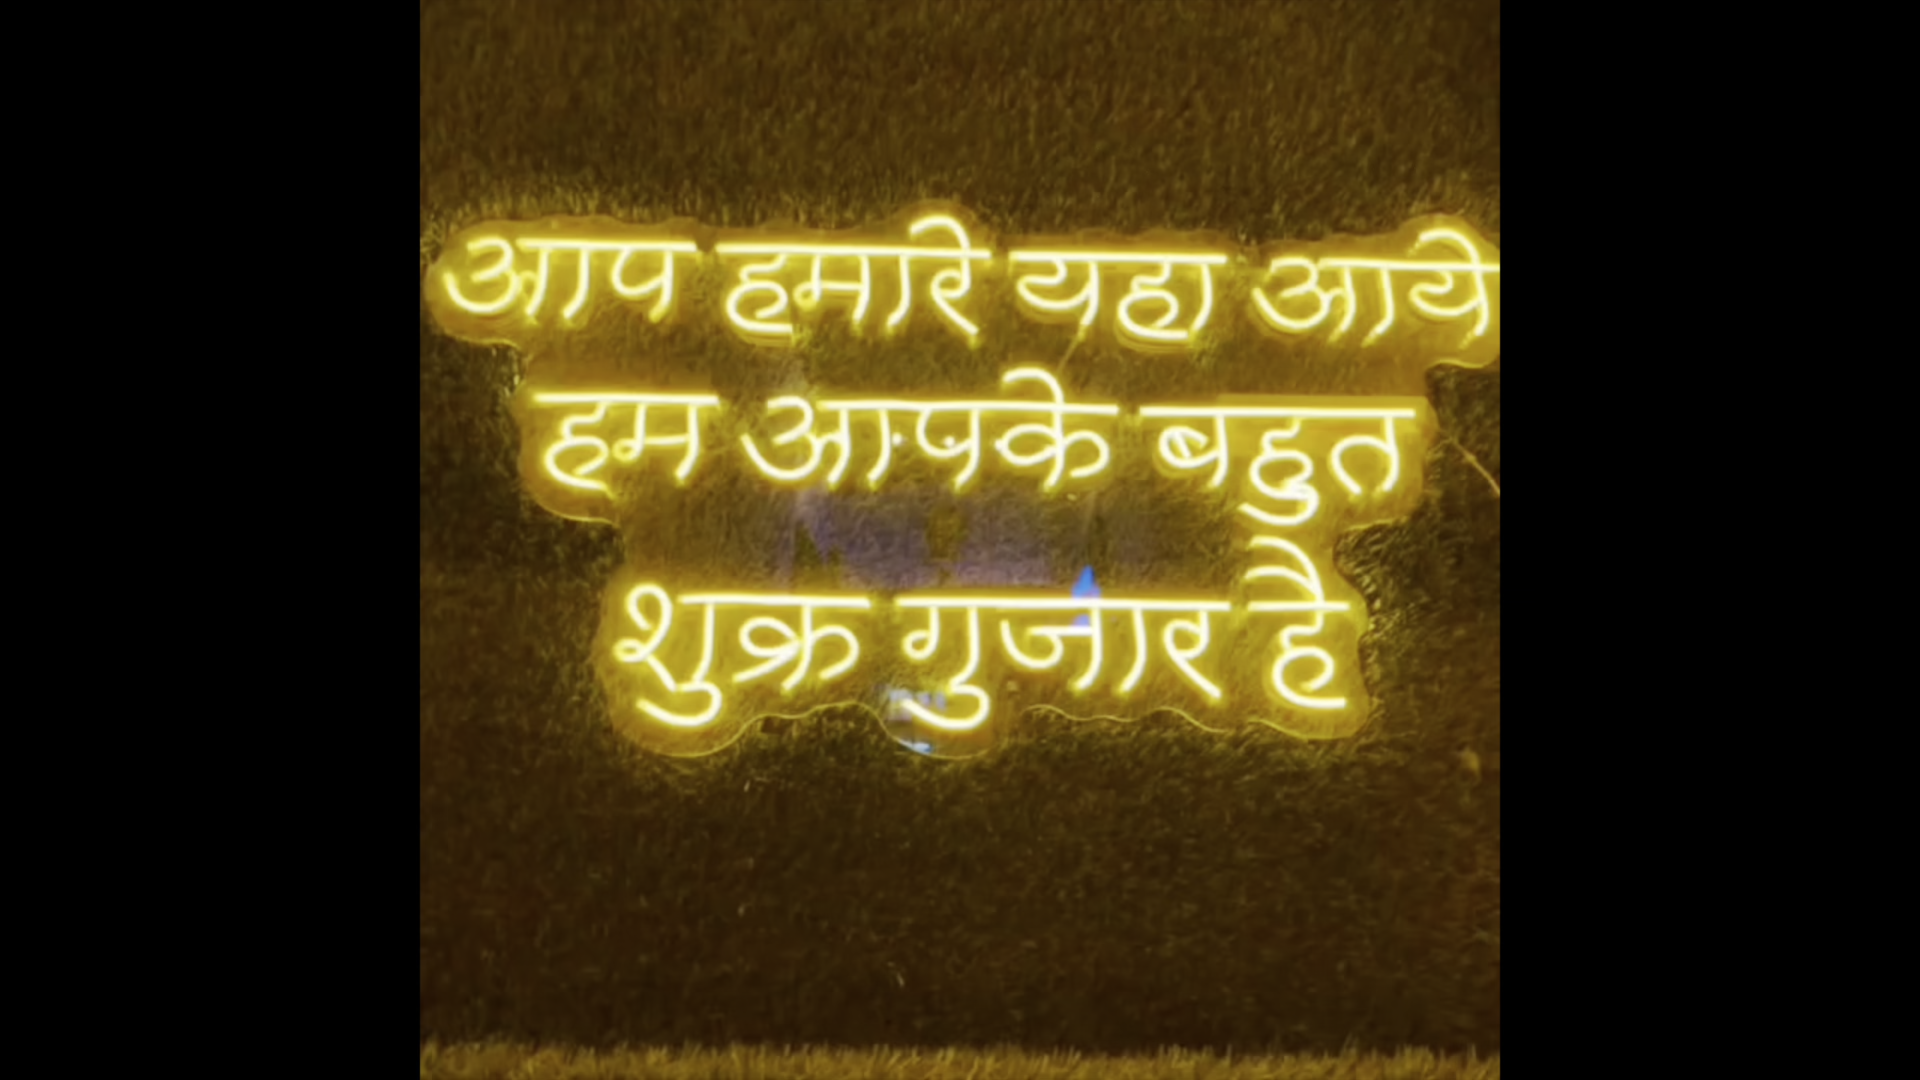 आप हमारे यहा आये
हम आपके बहुत
शुक्र गुजार है